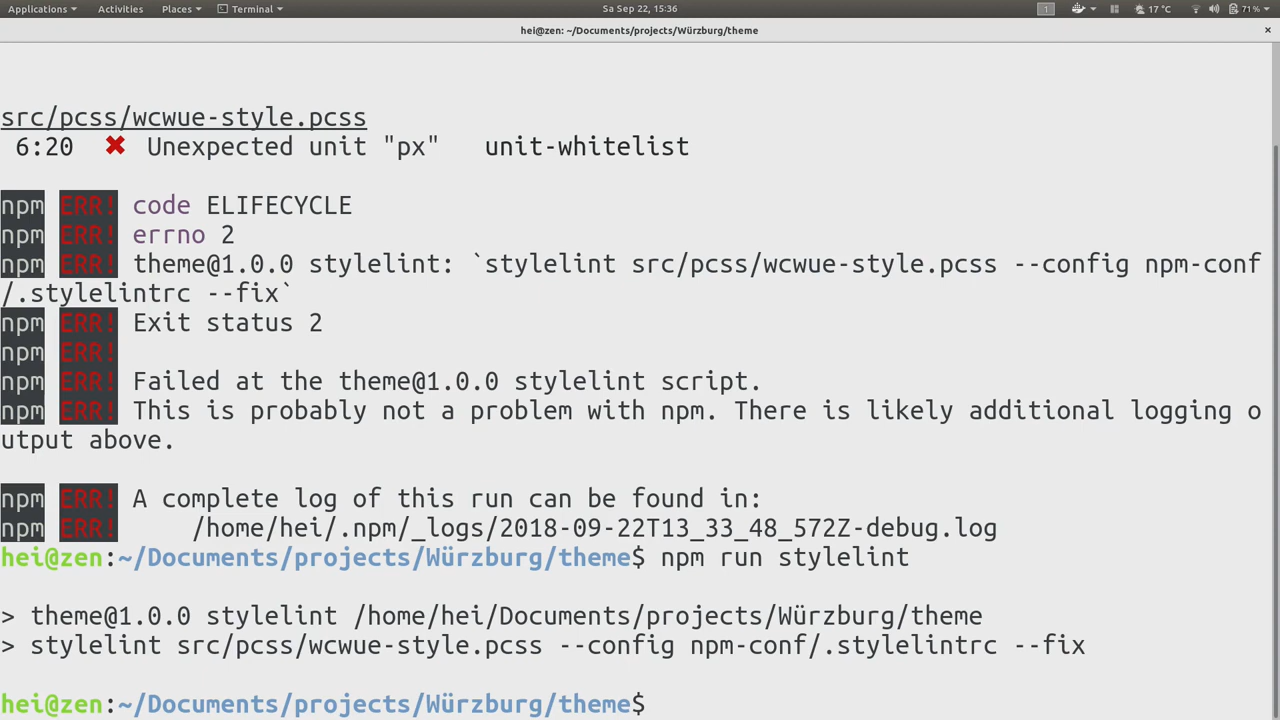 Applications Activities Places Terminal Sa Sep 22, 15:36 1 17 °C 71%
hei@zen: ~/Documents/projects/Würzburg/theme ×
src/pcss/wcwue-style.pcss
6:20 ✖ Unexpected unit "px" unit-whitelist
npm ERR! code ELIFECYCLE
npm ERR! errno 2
npm ERR! theme@1.0.0 stylelint: `stylelint src/pcss/wcwue-style.pcss --config npm-conf
/.stylelintrc --fix`
npm ERR! Exit status 2
npm ERR!
npm ERR! Failed at the theme@1.0.0 stylelint script.
npm ERR! This is probably not a problem with npm. There is likely additional logging o
utput above.
npm ERR! A complete log of this run can be found in:
npm ERR! /home/hei/.npm/_logs/2018-09-22T13_33_48_572Z-debug.log
hei@zen:~/Documents/projects/Würzburg/theme$ npm run stylelint
> theme@1.0.0 stylelint /home/hei/Documents/projects/Würzburg/theme
> stylelint src/pcss/wcwue-style.pcss --config npm-conf/.stylelintrc --fix
hei@zen:~/Documents/projects/Würzburg/theme$